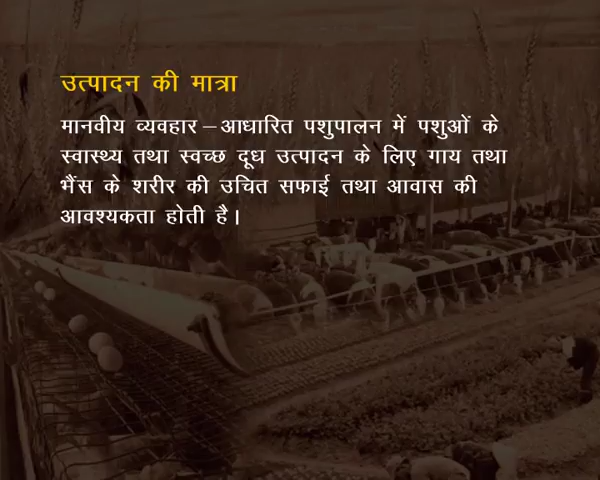 उत्पादन की मात्रा
मानवीय व्यवहार–आधारित पशुपालन में पशुओं के
स्वास्थ्य तथा स्वच्छ दूध उत्पादन के लिए गाय तथा
भैंस के शरीर की उचित सफाई तथा आवास की
आवश्यकता होती है।